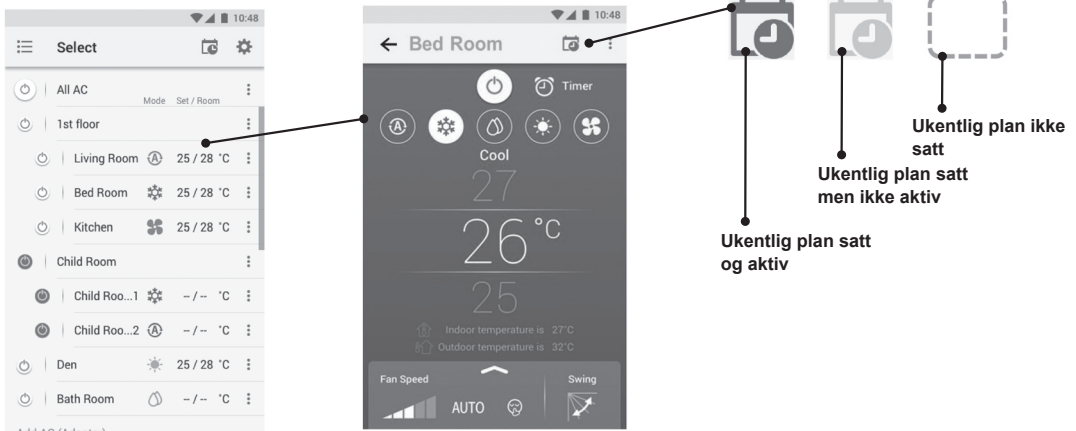 10:48
Select
All AC
Mode Set / Room
1st floor
Living Room A 25 / 28 °C
Bed Room 25 / 28 °C
Kitchen 25 / 28 °C
Child Room
Child Roo...1 -- / -- °C
Child Roo...2 A -- / -- °C
Den 25 / 28 °C
Bath Room -- / -- °C
Add AC (Adapter)
10:48
Bed Room
Timer
A
Cool
27
26 °C
25
Indoor temperature is 27°C
Outdoor temperature is 32°C
Fan Speed
Swing
AUTO
Ukentlig plan ikke
satt
Ukentlig plan satt
men ikke aktiv
Ukentlig plan satt
og aktiv